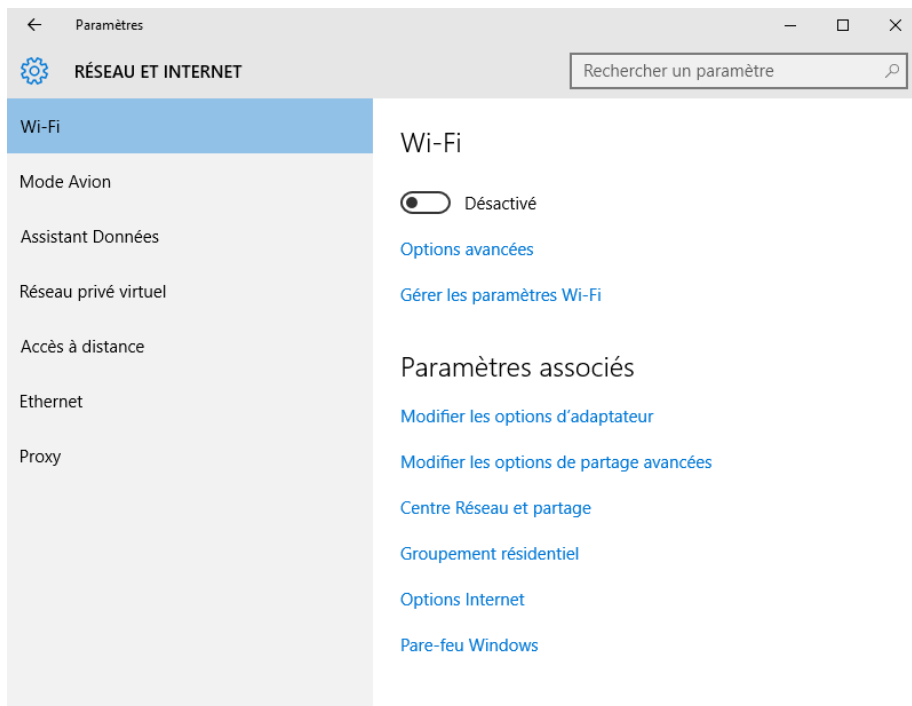 Paramètres
RÉSEAU ET INTERNET
Rechercher un paramètre
Wi-Fi
Mode Avion
Assistant Données
Réseau privé virtuel
Accès à distance
Ethernet
Proxy
Wi-Fi
Désactivé
Options avancées
Gérer les paramètres Wi-Fi
Paramètres associés
Modifier les options d’adaptateur
Modifier les options de partage avancées
Centre Réseau et partage
Groupement résidentiel
Options Internet
Pare-feu Windows